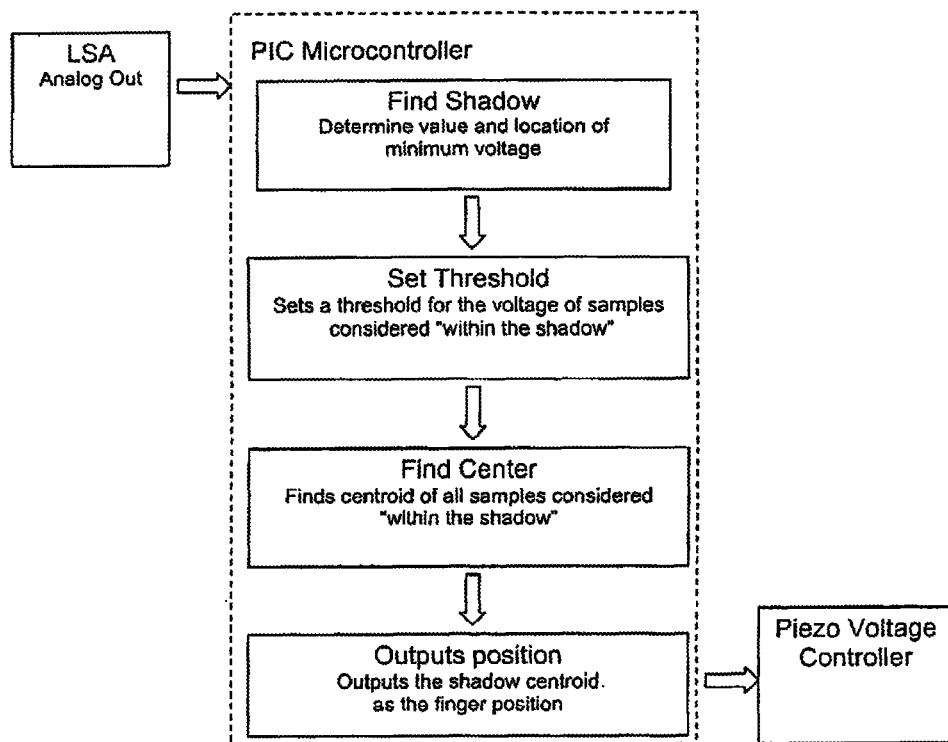 LSA
Analog Out
PIC Microcontroller
Find Shadow
Determine value and location of
minimum voltage
Set Threshold
Sets a threshold for the voltage of samples
considered "within the shadow"
Find Center
Finds centroid of all samples considered
"within the shadow"
Outputs position
Outputs the shadow centroid.
as the finger position
Piezo Voltage
Controller